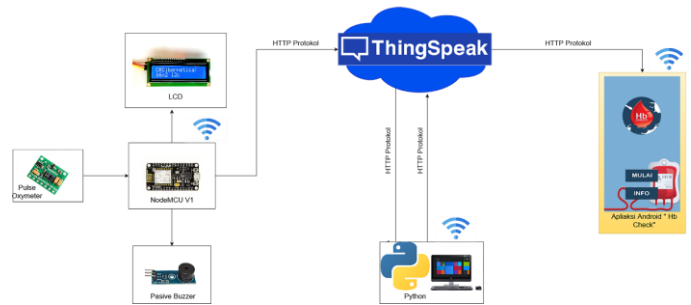 HTTP Protokol
ThingSpeak
HTTP Protokol
LCD
Pulse
Oxymeter
NodeMCU V1
HTTP Protokol
HTTP Protokol
Hb
MULAI
INFO
Apliaksi Android " Hb
Check"
Pasive Buzzer
Python